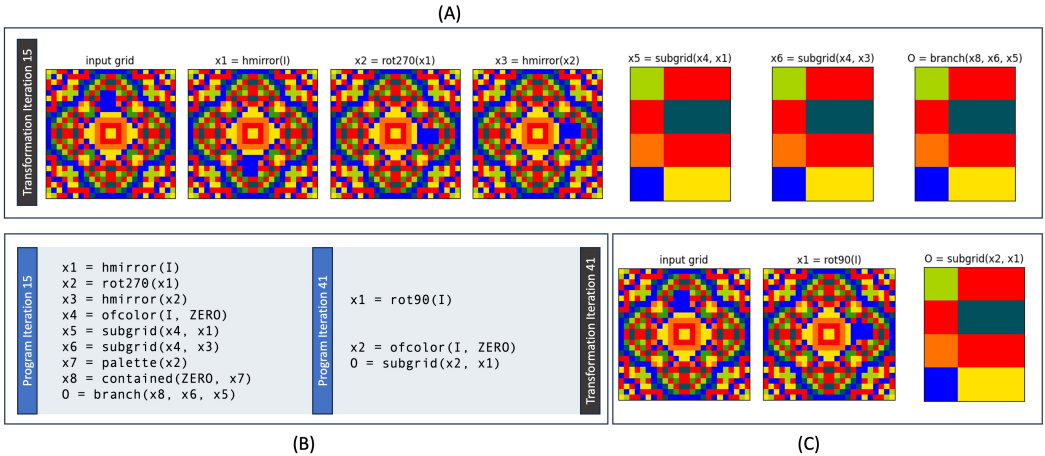 (A)
Transformation Iteration 15
input grid
x1 = hmirror(I)
x2 = rot270(x1)
x3 = hmirror(x2)
x5 = subgrid(x4, x1)
x6 = subgrid(x4, x3)
O = branch(x8, x6, x5)
Program Iteration 15
x1 = hmirror(I)
x2 = rot270(x1)
x3 = hmirror(x2)
x4 = ofcolor(I, ZERO)
x5 = subgrid(x4, x1)
x6 = subgrid(x4, x3)
x7 = palette(x2)
x8 = contained(ZERO, x7)
O = branch(x8, x6, x5)
Program Iteration 41
x1 = rot90(I)
x2 = ofcolor(I, ZERO)
O = subgrid(x2, x1)
(B)
Transformation Iteration 41
input grid
x1 = rot90(I)
O = subgrid(x2, x1)
(C)